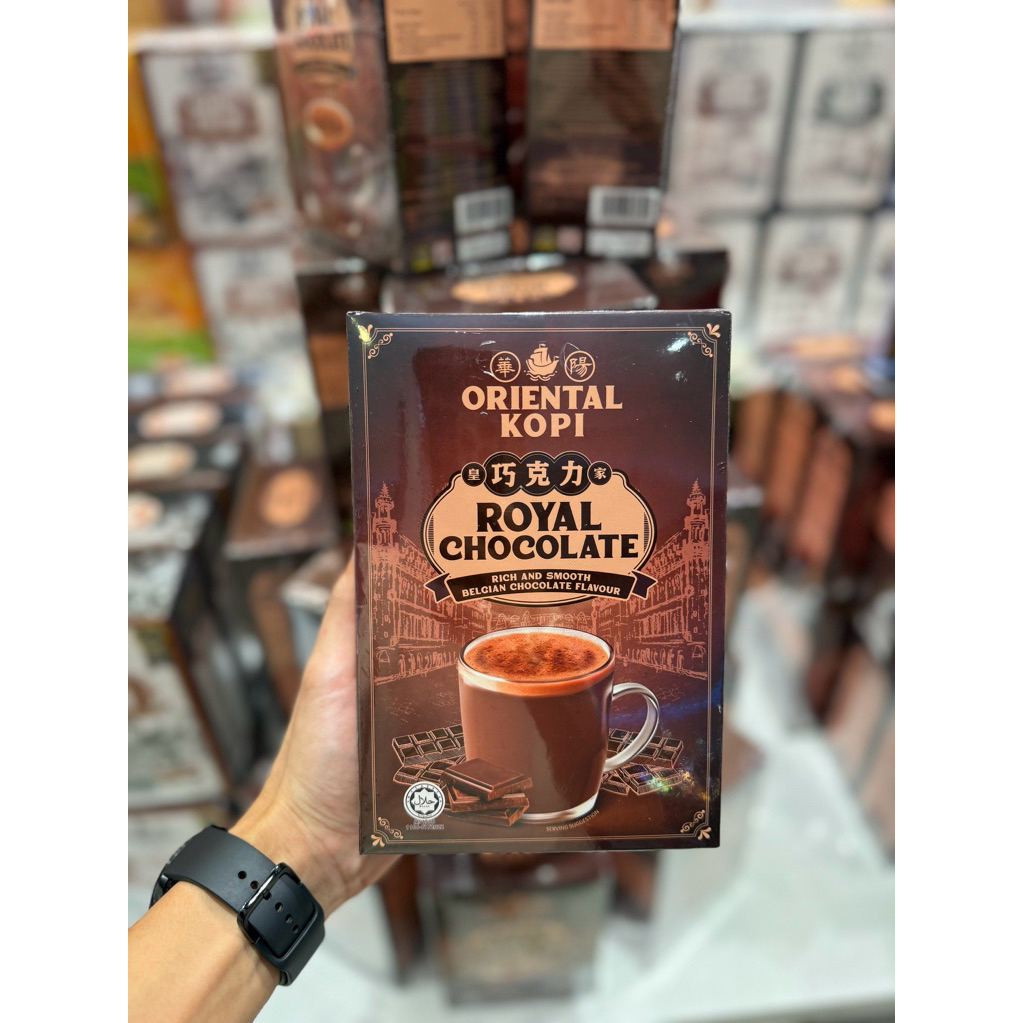 華 陽
ORIENTAL
KOPI
皇 巧克力 家
ROYAL
CHOCOLATE
RICH AND SMOOTH
BELGIAN CHOCOLATE FLAVOUR
حلال
SERVING SUGGESTION